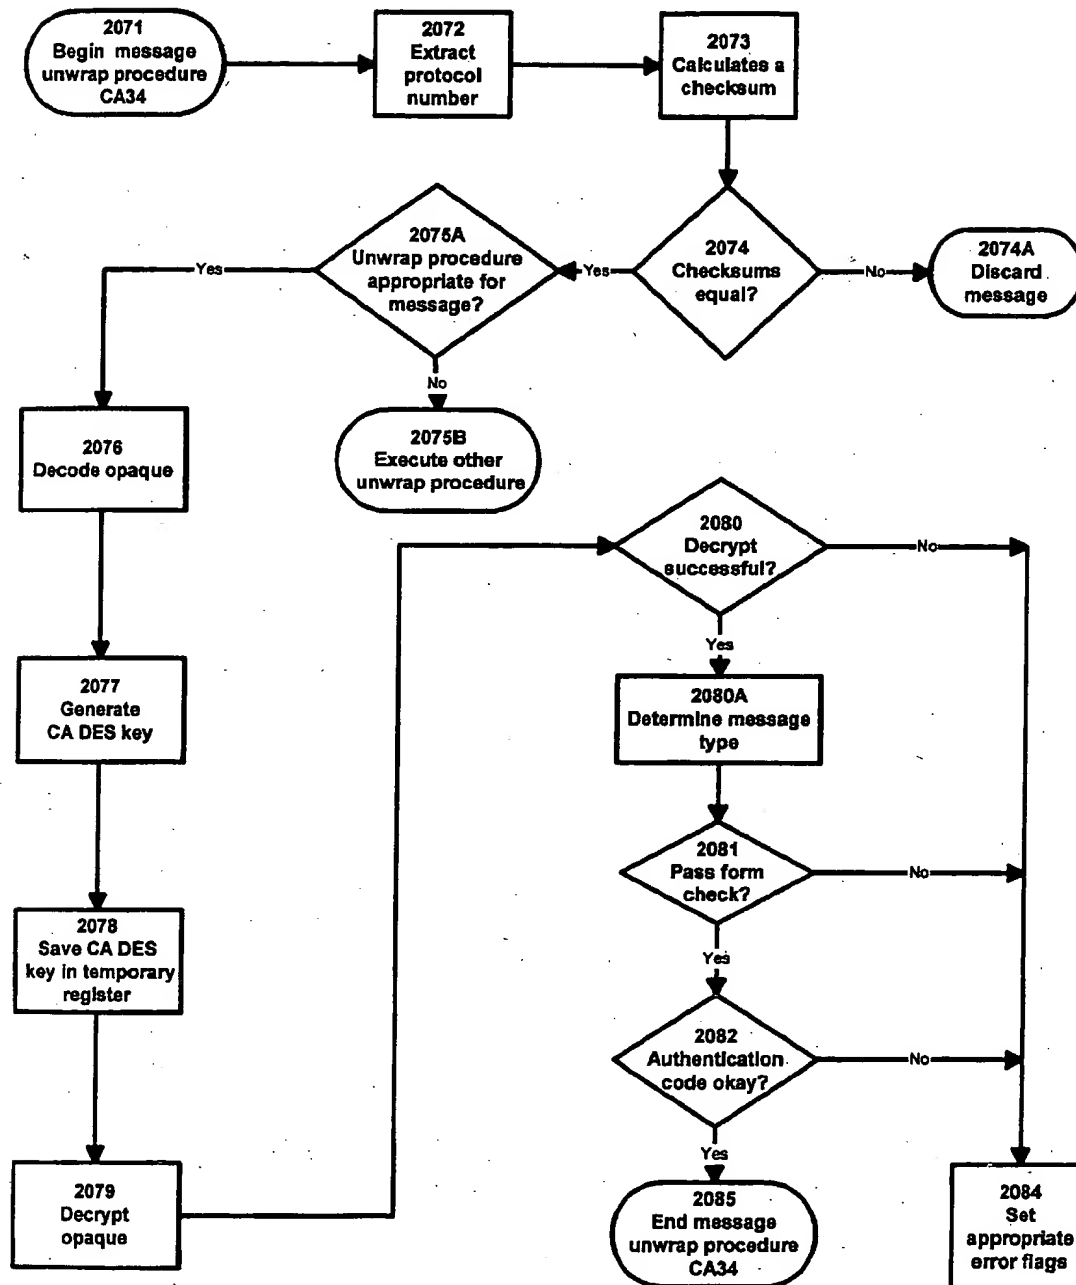 2071
Begin message
unwrap procedure
CA34
2072
Extract
protocol
number
2073
Calculates a
checksum
2074
Checksums
equal?
No
2074A
Discard
message
Yes
2075A
Unwrap procedure
appropriate for
message?
Yes
No
2075B
Execute other
unwrap procedure
2076
Decode opaque
2077
Generate
CA DES key
2078
Save CA DES
key in temporary
register
2079
Decrypt
opaque
2080
Decrypt
successful?
No
Yes
2080A
Determine message
type
2081
Pass form
check?
No
Yes
2082
Authentication
code okay?
No
Yes
2085
End message
unwrap procedure
CA34
2084
Set
appropriate
error flags